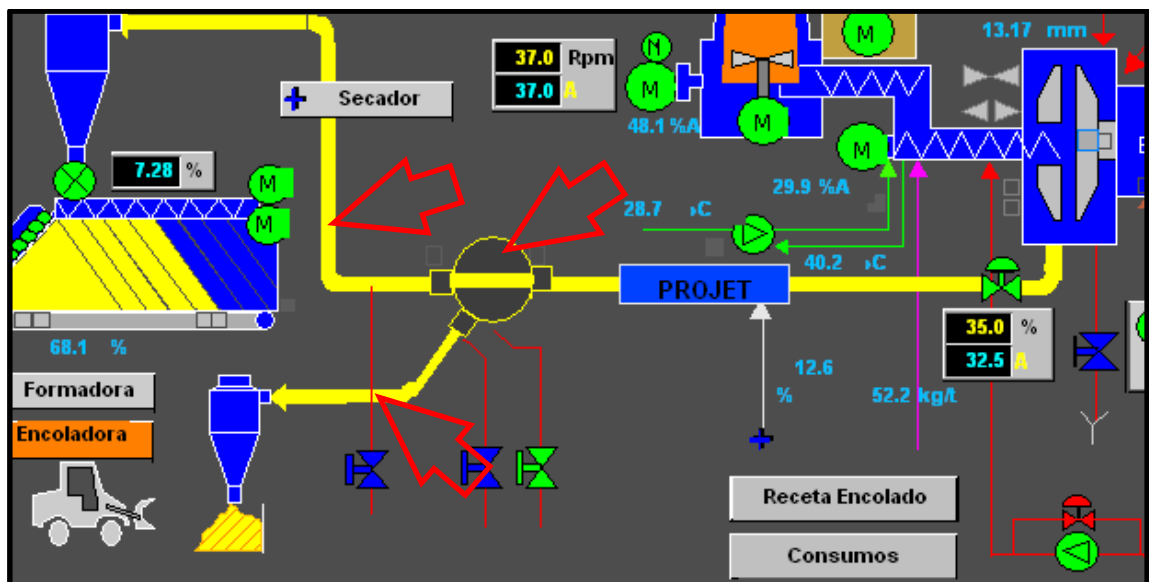 13.17 mm
37.0 Rpm
37.0 A
M
N
M
M
M
48.1 %A
+ Secador
7.28 %
M
M
29.9 %A
28.7 ›C
40.2 ›C
PROJET
35.0 %
32.5 A
68.1 %
12.6
%
52.2 kg/t
Formadora
Encoladora
Receta Encolado
Consumos